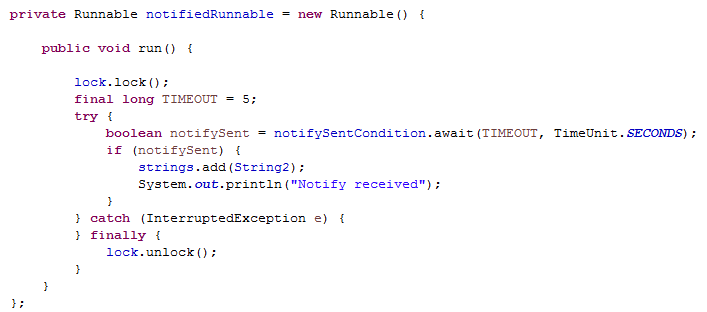 private Runnable notifiedRunnable = new Runnable() {
public void run() {
lock.lock();
final long TIMEOUT = 5;
try {
boolean notifySent = notifySentCondition.await(TIMEOUT, TimeUnit.SECONDS);
if (notifySent) {
strings.add(String2);
System.out.println("Notify received");
}
} catch (InterruptedException e) {
} finally {
lock.unlock();
}
}
};